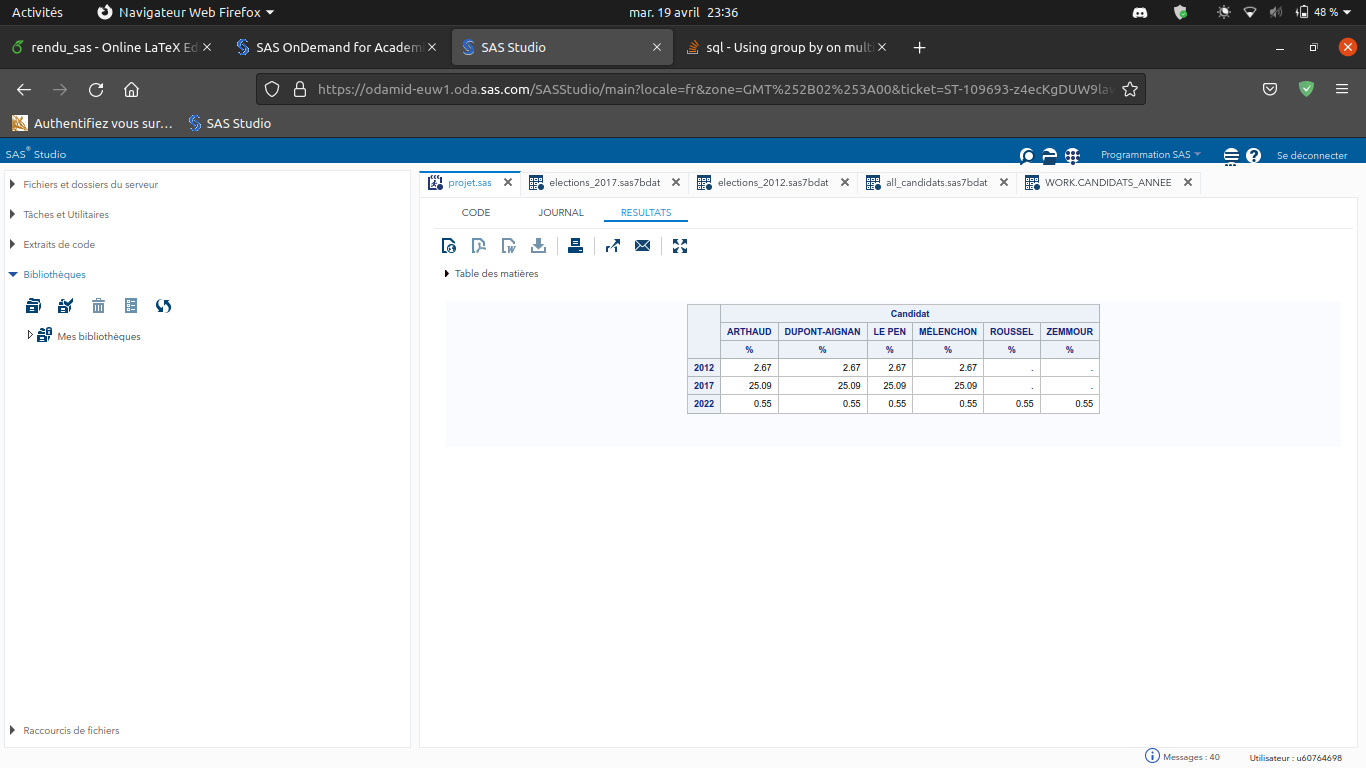 Activités
Navigateur Web Firefox
mar. 19 avril 23:36
48 %
rendu_sas - Online LaTeX Ed
SAS OnDemand for Academ
SAS Studio
sql - Using group by on mult
https://odamid-euw1.oda.sas.com/SASStudio/main?locale=fr&zone=GMT%252B02%253A00&ticket=ST-109693-z4ecKgDUW9la
Authentifiez vous sur…
SAS Studio
SAS® Studio
Programmation SAS
Se déconnecter
Fichiers et dossiers du serveur
Tâches et Utilitaires
Extraits de code
Bibliothèques
Mes bibliothèques
Raccourcis de fichiers
projet.sas
elections_2017.sas7bdat
elections_2012.sas7bdat
all_candidats.sas7bdat
WORK.CANDIDATS_ANNEE
CODE
JOURNAL
RESULTATS
Table des matières
Candidat
ARTHAUD DUPONT-AIGNAN LE PEN MÉLENCHON ROUSSEL ZEMMOUR
% % % % % %
2012 2.67 2.67 2.67 2.67 . .
2017 25.09 25.09 25.09 25.09 . .
2022 0.55 0.55 0.55 0.55 0.55 0.55
Messages : 40
Utilisateur : u60764698